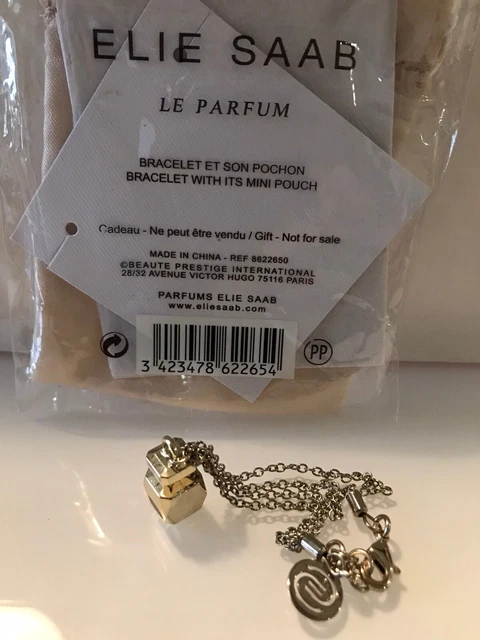 ELIE SAAB
LE PARFUM
BRACELET ET SON POCHON
BRACELET WITH ITS MINI POUCH
Cadeau - Ne peut être vendu / Gift - Not for sale
MADE IN CHINA - REF 8622650
©BEAUTE PRESTIGE INTERNATIONAL
28/32 AVENUE VICTOR HUGO 75116 PARIS
PARFUMS ELIE SAAB
www.eliesaab.com
PP
3 423478 622654